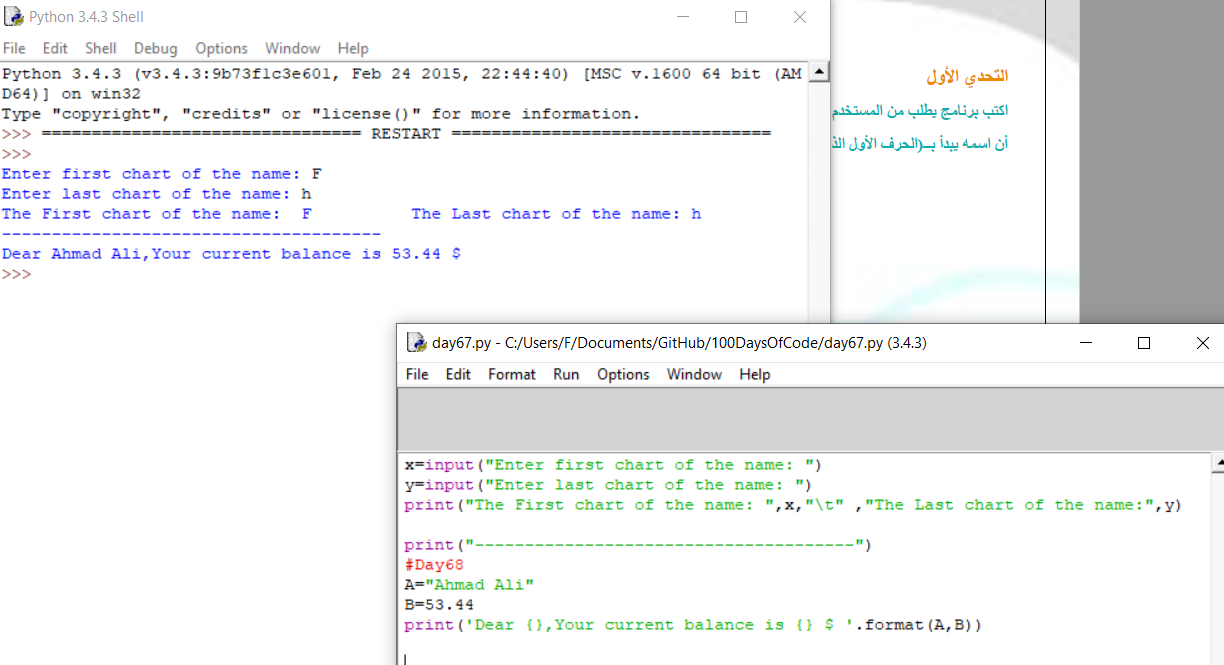 Python 3.4.3 Shell
File Edit Shell Debug Options Window Help
Python 3.4.3 (v3.4.3:9b73f1c3e601, Feb 24 2015, 22:44:40) [MSC v.1600 64 bit (AM
D64)] on win32
Type "copyright", "credits" or "license()" for more information.
>>> ================================ RESTART ================================
>>>
Enter first chart of the name: F
Enter last chart of the name: h
The First chart of the name:  F 	 The Last chart of the name: h
--------------------------------------
Dear Ahmad Ali,Your current balance is 53.44 $
>>>
التحدي الأول
اكتب برنامج يطلب من المستخدم
أن اسمه يبدأ بــ(الحرف الأول
day67.py - C:/Users/F/Documents/GitHub/100DaysOfCode/day67.py (3.4.3)
File Edit Format Run Options Window Help
x=input("Enter first chart of the name: ")
y=input("Enter last chart of the name: ")
print("The First chart of the name: ",x,"\t" ,"The Last chart of the name:",y)
print("--------------------------------------")
#Day68
A="Ahmad Ali"
B=53.44
print('Dear {},Your current balance is {} $ '.format(A,B))